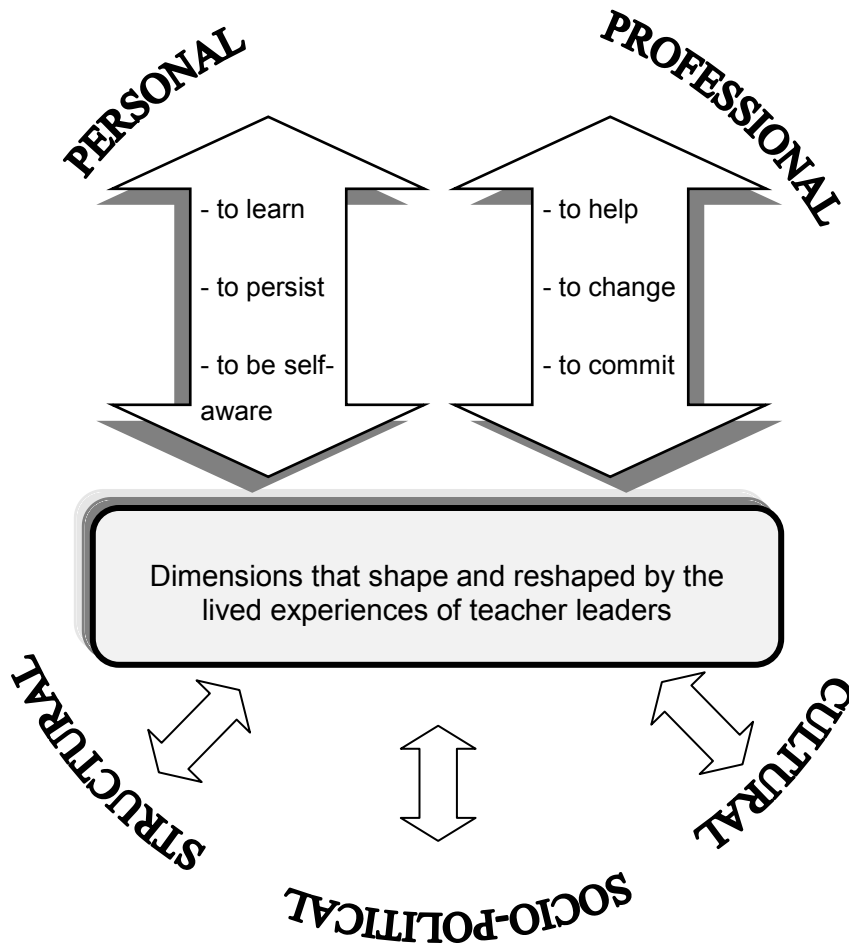 PERSONAL
PROFESSIONAL
- to learn
- to persist
- to be self-
aware
- to help
- to change
- to commit
Dimensions that shape and reshaped by the
lived experiences of teacher leaders
STRUCTURAL
SOCIO-POLITICAL
CULTURAL